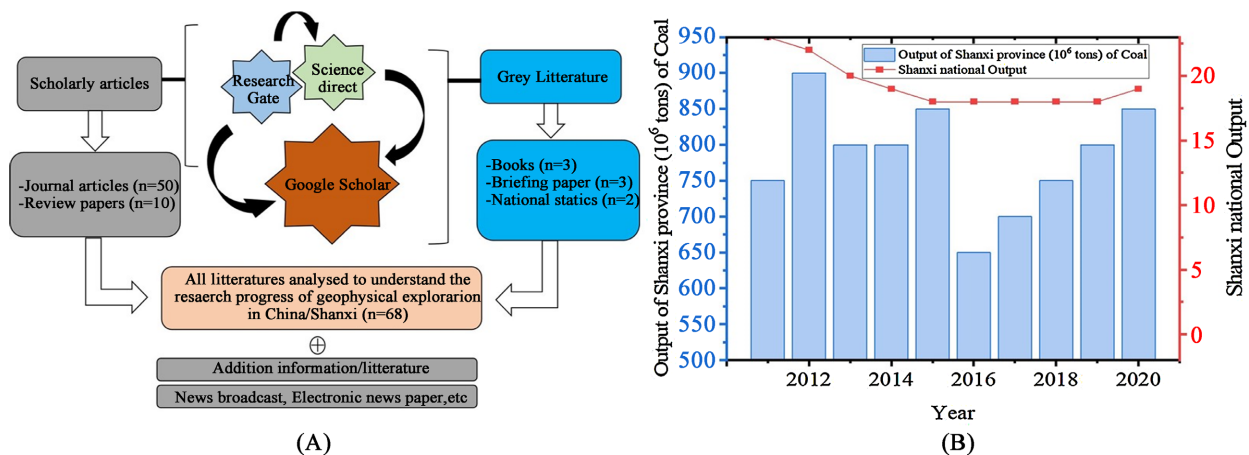 Scholarly articles
Research
Gate
Science
direct
Grey Litterature
-Journal articles (n=50)
-Review papers (n=10)
Google Scholar
-Books (n=3)
-Briefing paper (n=3)
-National statics (n=2)
All litteratures analysed to understand the
resaerch progress of geophysical explorarion
in China/Shanxi (n=68)
Addition information/litterature
News broadcast, Electronic news paper,etc
(A)
Output of Shanxi province (10⁶ tons) of Coal
950
900
850
800
750
700
650
600
550
500
Output of Shanxi province (10⁶ tons) of Coal
Shanxi national Output
20
15
18
5
0
Shanxi national Output
2012
2014
2016
2018
2020
Year
(B)